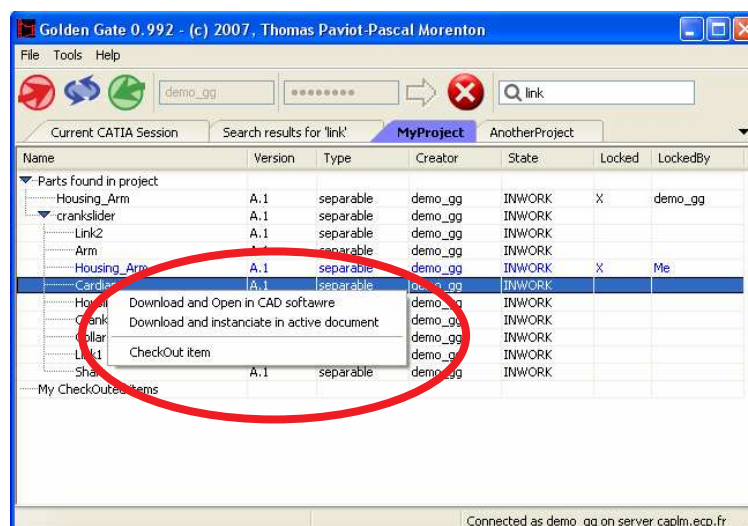 Golden Gate 0.992 - (c) 2007, Thomas Paviot-Pascal Morenton
File Tools Help
demo_gg ******** link
Current CATIA Session Search results for 'link' MyProject AnotherProject
Name Version Type Creator State Locked LockedBy
Parts found in project
Housing_Arm A.1 separable demo_gg INWORK X demo_gg
crankslider A.1 separable demo_gg INWORK
Link2 A.1 separable demo_gg INWORK
Arm separable demo_gg INWORK
Housing_Arm A.1 separable demo_gg INWORK X Me
separable demo_gg INWORK
Download and Open in CAD softawre demo_gg INWORK
Download and instanciate in active document INWORK
Collar demo_gg INWORK
CheckOut item demo_gg INWORK
A.1 separable demo_gg INWORK
My CheckOuted Items
Connected as demo_gg on server caplm.ecp.fr